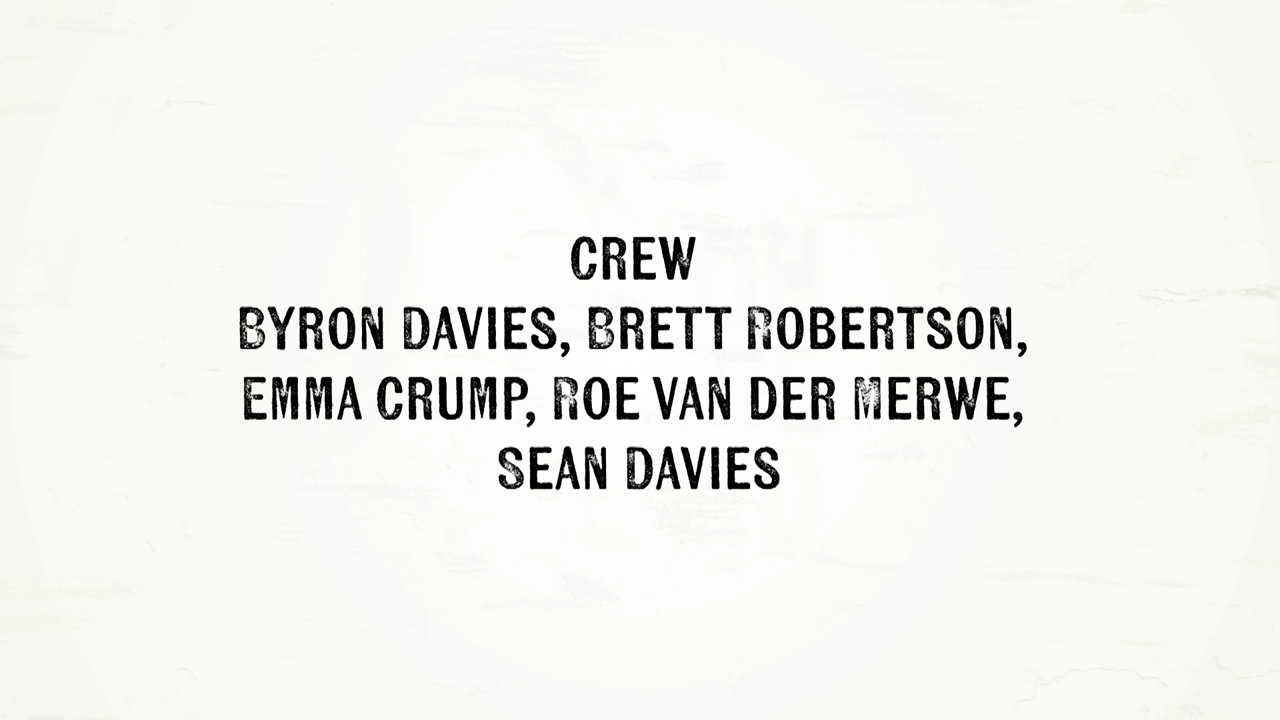 CREW
BYRON DAVIES, BRETT ROBERTSON,
EMMA CRUMP, ROE VAN DER MERWE,
SEAN DAVIES